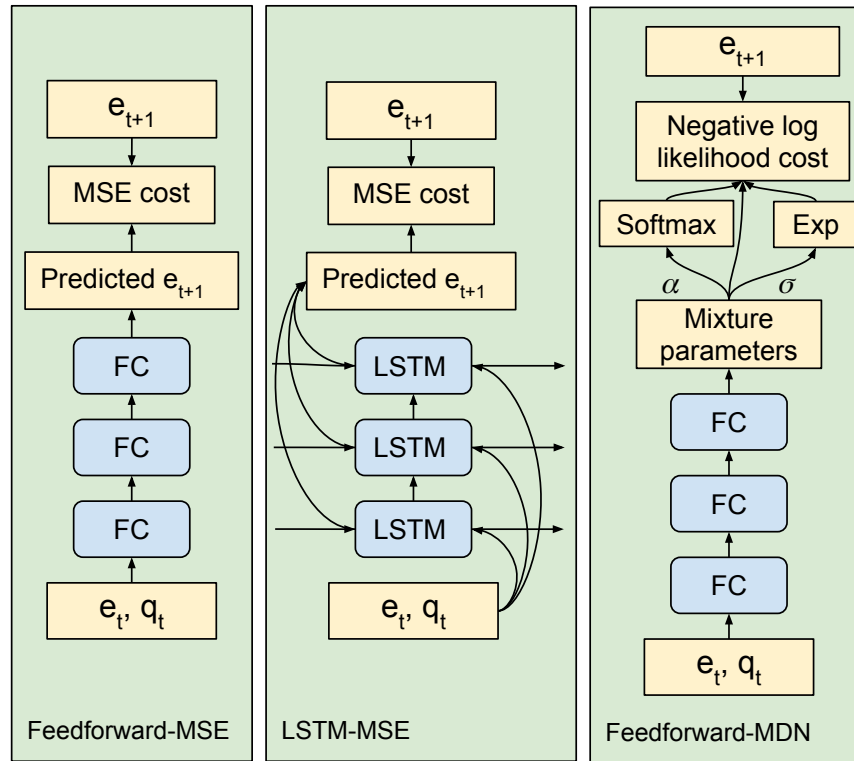 e_{t+1}
MSE cost
Predicted e_{t+1}
FC
FC
FC
e_t, q_t
Feedforward-MSE
e_{t+1}
MSE cost
Predicted e_{t+1}
LSTM
LSTM
LSTM
e_t, q_t
LSTM-MSE
e_{t+1}
Negative log
likelihood cost
Softmax
Exp
α
σ
Mixture
parameters
FC
FC
FC
e_t, q_t
Feedforward-MDN